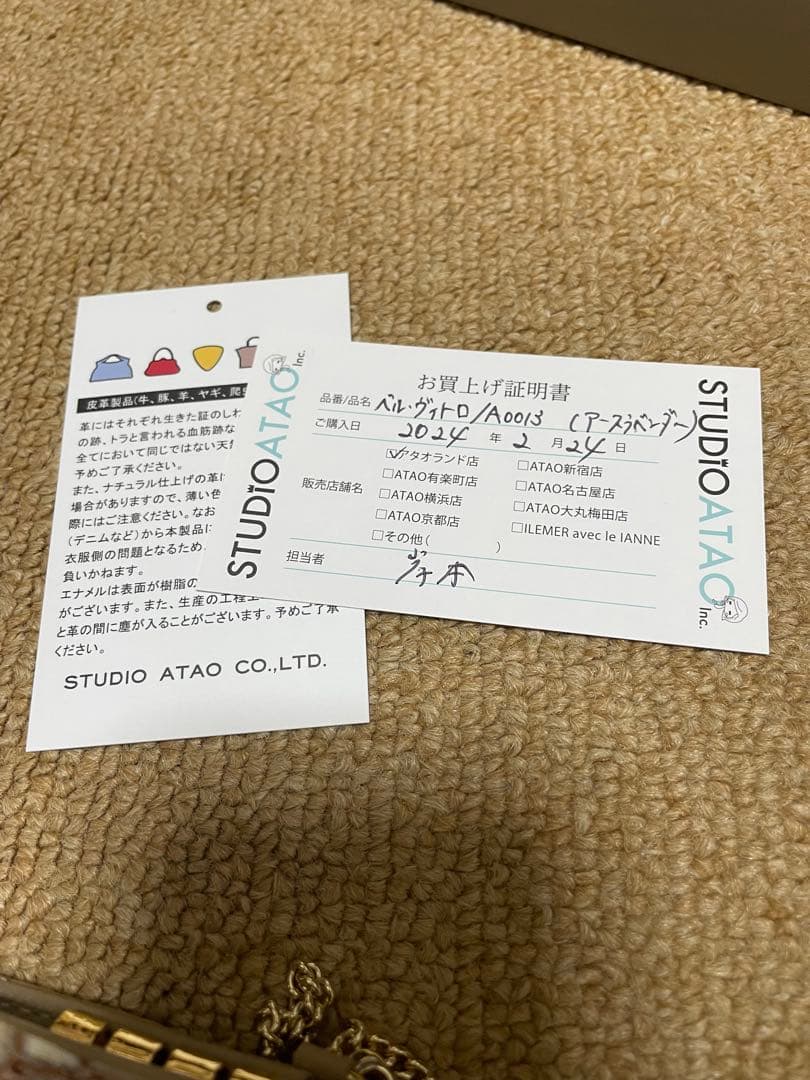 皮革製品(牛、豚、羊、ヤギ、爬
革にはそれぞれ生きた証のしわ
の跡、トラと言われる血筋跡な
全てにおいて同じではない天然
予めご了承ください。
また、ナチュラル仕上げの革に
場合がありますので、薄い色
際にはご注意ください。なお
(デニムなど)から本製品に
衣服側の問題となるため、
負いかねます。
エナメルは表面が樹脂の
がございます。また、生産の工程上
と革の間に塵が入ることがございます。予めご了承
ください。
STUDIO ATAO CO.,LTD.
STUDIO ATAO Inc.
お買上げ証明書
品番/品名 ベル・ヴィトロ/A0013 (アースラベンダー)
ご購入日 2024 年 2 月 24 日
販売店舗名
☑アタオランド店 □ATAO新宿店
□ATAO有楽町店 □ATAO名古屋店
□ATAO横浜店 □ATAO大丸梅田店
□ATAO京都店 □ILEMER avec le IANNE
□その他( )
担当者 本
STUDIO ATAO Inc.